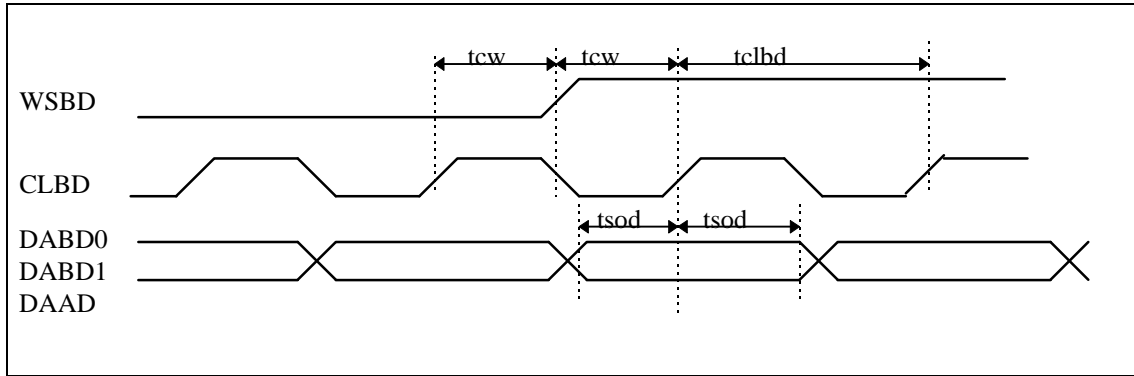 tcw tcw tclbd
WSBD
CLBD
tsod tsod
DABD0
DABD1
DAAD